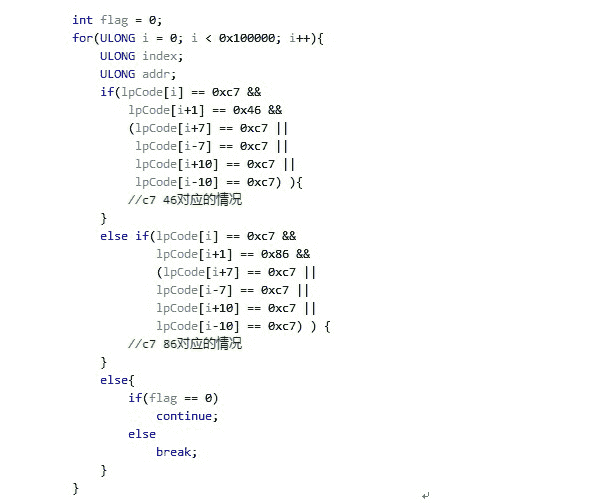 int flag = 0;
for(ULONG i = 0; i < 0x100000; i++){
ULONG index;
ULONG addr;
if(lpCode[i] == 0xc7 &&
lpCode[i+1] == 0x46 &&
(lpCode[i+7] == 0xc7 ||
lpCode[i-7] == 0xc7 ||
lpCode[i+10] == 0xc7 ||
lpCode[i-10] == 0xc7) ){
//c7 46对应的情况
}
else if(lpCode[i] == 0xc7 &&
lpCode[i+1] == 0x86 &&
(lpCode[i+7] == 0xc7 ||
lpCode[i-7] == 0xc7 ||
lpCode[i+10] == 0xc7 ||
lpCode[i-10] == 0xc7) ) {
//c7 86对应的情况
}
else{
if(flag == 0)
continue;
else
break;
}
}